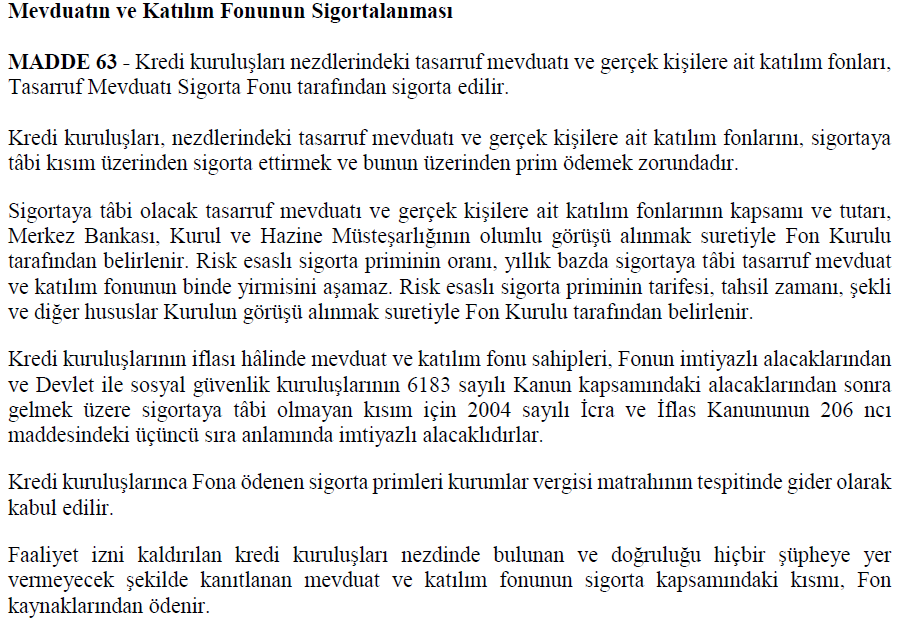 Mevduatın ve Katılım Fonunun Sigortalanması
MADDE 63 - Kredi kuruluşları nezdlerindeki tasarruf mevduatı ve gerçek kişilere ait katılım fonları,
Tasarruf Mevduatı Sigorta Fonu tarafından sigorta edilir.
Kredi kuruluşları, nezdlerindeki tasarruf mevduatı ve gerçek kişilere ait katılım fonlarını, sigortaya
tâbi kısım üzerinden sigorta ettirmek ve bunun üzerinden prim ödemek zorundadır.
Sigortaya tâbi olacak tasarruf mevduatı ve gerçek kişilere ait katılım fonlarının kapsamı ve tutarı,
Merkez Bankası, Kurul ve Hazine Müsteşarlığının olumlu görüşü alınmak suretiyle Fon Kurulu
tarafından belirlenir. Risk esaslı sigorta priminin oranı, yıllık bazda sigortaya tâbi tasarruf mevduat
ve katılım fonunun binde yirmisini aşamaz. Risk esaslı sigorta priminin tarifesi, tahsil zamanı, şekli
ve diğer hususlar Kurulun görüşü alınmak suretiyle Fon Kurulu tarafından belirlenir.
Kredi kuruluşlarının iflası hâlinde mevduat ve katılım fonu sahipleri, Fonun imtiyazlı alacaklarından
ve Devlet ile sosyal güvenlik kuruluşlarının 6183 sayılı Kanun kapsamındaki alacaklarından sonra
gelmek üzere sigortaya tâbi olmayan kısım için 2004 sayılı İcra ve İflas Kanununun 206 ncı
maddesindeki üçüncü sıra anlamında imtiyazlı alacaklıdırlar.
Kredi kuruluşlarınca Fona ödenen sigorta primleri kurumlar vergisi matrahının tespitinde gider olarak
kabul edilir.
Faaliyet izni kaldırılan kredi kuruluşları nezdinde bulunan ve doğruluğu hiçbir şüpheye yer
vermeyecek şekilde kanıtlanan mevduat ve katılım fonunun sigorta kapsamındaki kısmı, Fon
kaynaklarından ödenir.